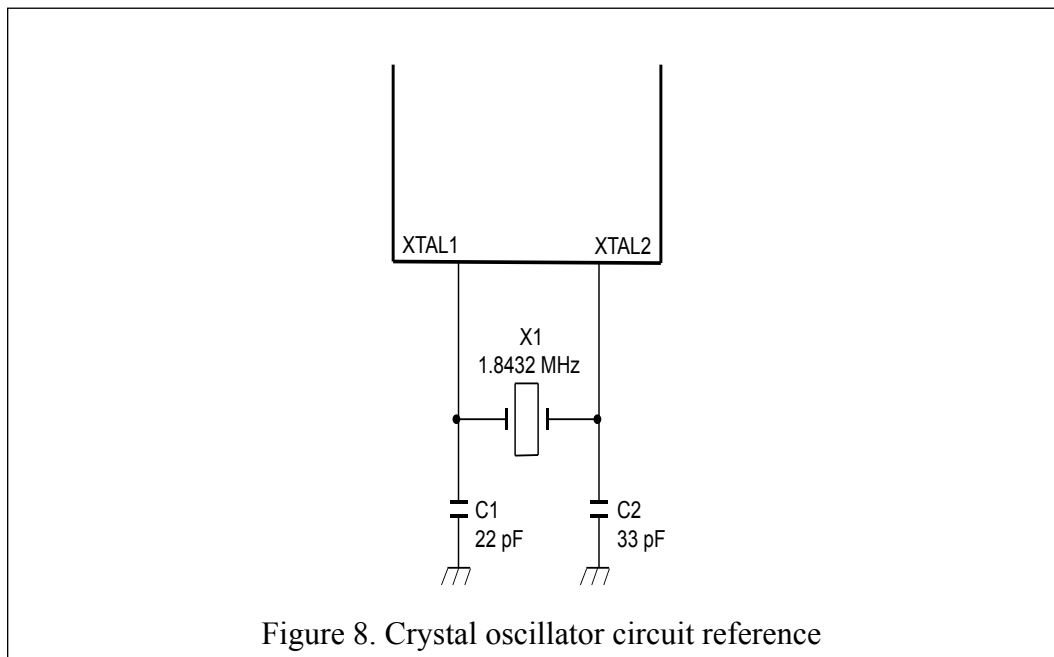 XTAL1
XTAL2
X1
1.8432 MHz
C1
22 pF
C2
33 pF
Figure 8. Crystal oscillator circuit reference